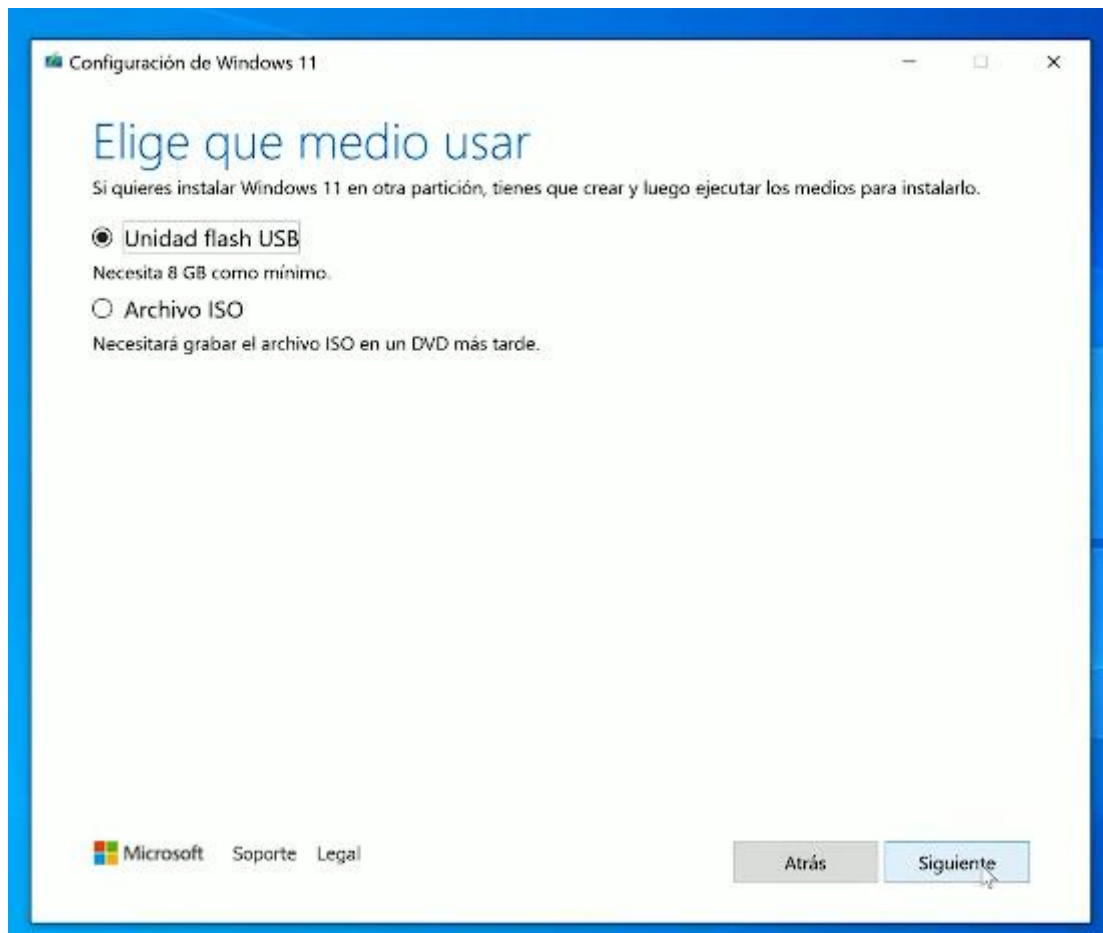 Configuración de Windows 11
Elige que medio usar
Si quieres instalar Windows 11 en otra partición, tienes que crear y luego ejecutar los medios para instalarlo.
Unidad flash USB
Necesita 8 GB como mínimo.
Archivo ISO
Necesitará grabar el archivo ISO en un DVD más tarde.
Microsoft Soporte Legal
Atrás Siguiente